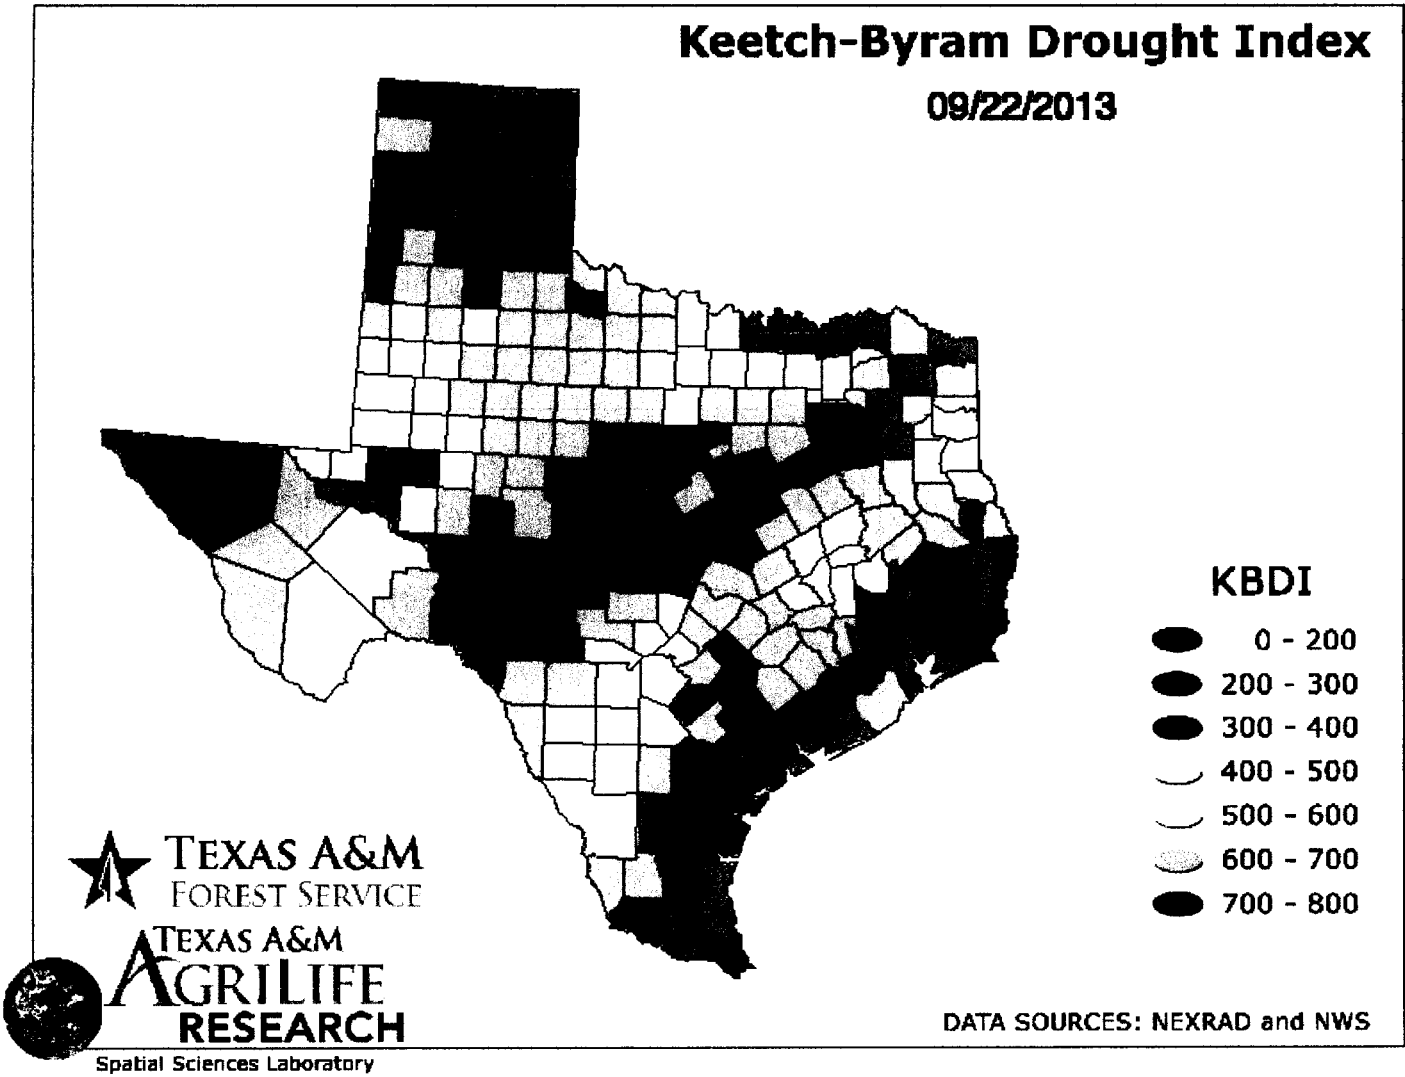 Keetch-Byram Drought Index
09/22/2013
KBDI
0 - 200
200 - 300
300 - 400
400 - 500
500 - 600
600 - 700
700 - 800
TEXAS A&M
FOREST SERVICE
TEXAS A&M
AGRILIFE
RESEARCH
Spatial Sciences Laboratory
DATA SOURCES: NEXRAD and NWS